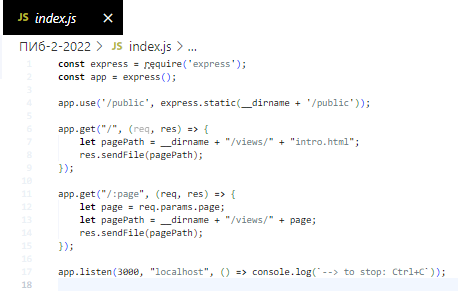 JS index.js ×
ПИб-2-2022 > JS index.js > ...
1 const express = require('express');
2 const app = express();
3
4 app.use('/public', express.static(__dirname + '/public'));
5
6 app.get("/", (req, res) => {
7 let pagePath = __dirname + "/views/" + "intro.html";
8 res.sendFile(pagePath);
9 });
10
11 app.get("/:page", (req, res) => {
12 let page = req.params.page;
13 let pagePath = __dirname + "/views/" + page;
14 res.sendFile(pagePath);
15 });
16
17 app.listen(3000, "localhost", () => console.log(`--> to stop: Ctrl+C`));
18